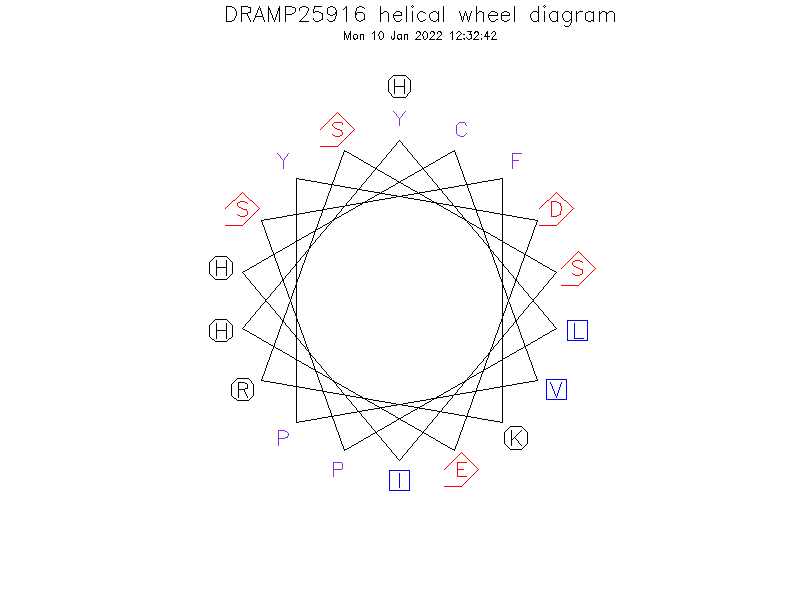 DRAMP25916 helical wheel diagram
Mon 10 Jan 2022 12:32:42
H
S Y C
Y F
S D
H S
H L
R V
P K
P I E